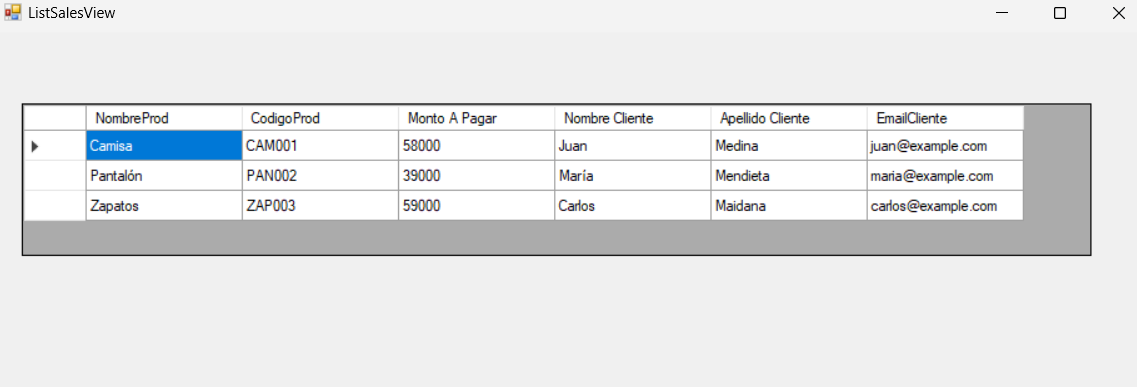 ListSalesView
NombreProd CodigoProd Monto A Pagar Nombre Cliente Apellido Cliente EmailCliente
Camisa CAM001 58000 Juan Medina juan@example.com
Pantalón PAN002 39000 María Mendieta maria@example.com
Zapatos ZAP003 59000 Carlos Maidana carlos@example.com